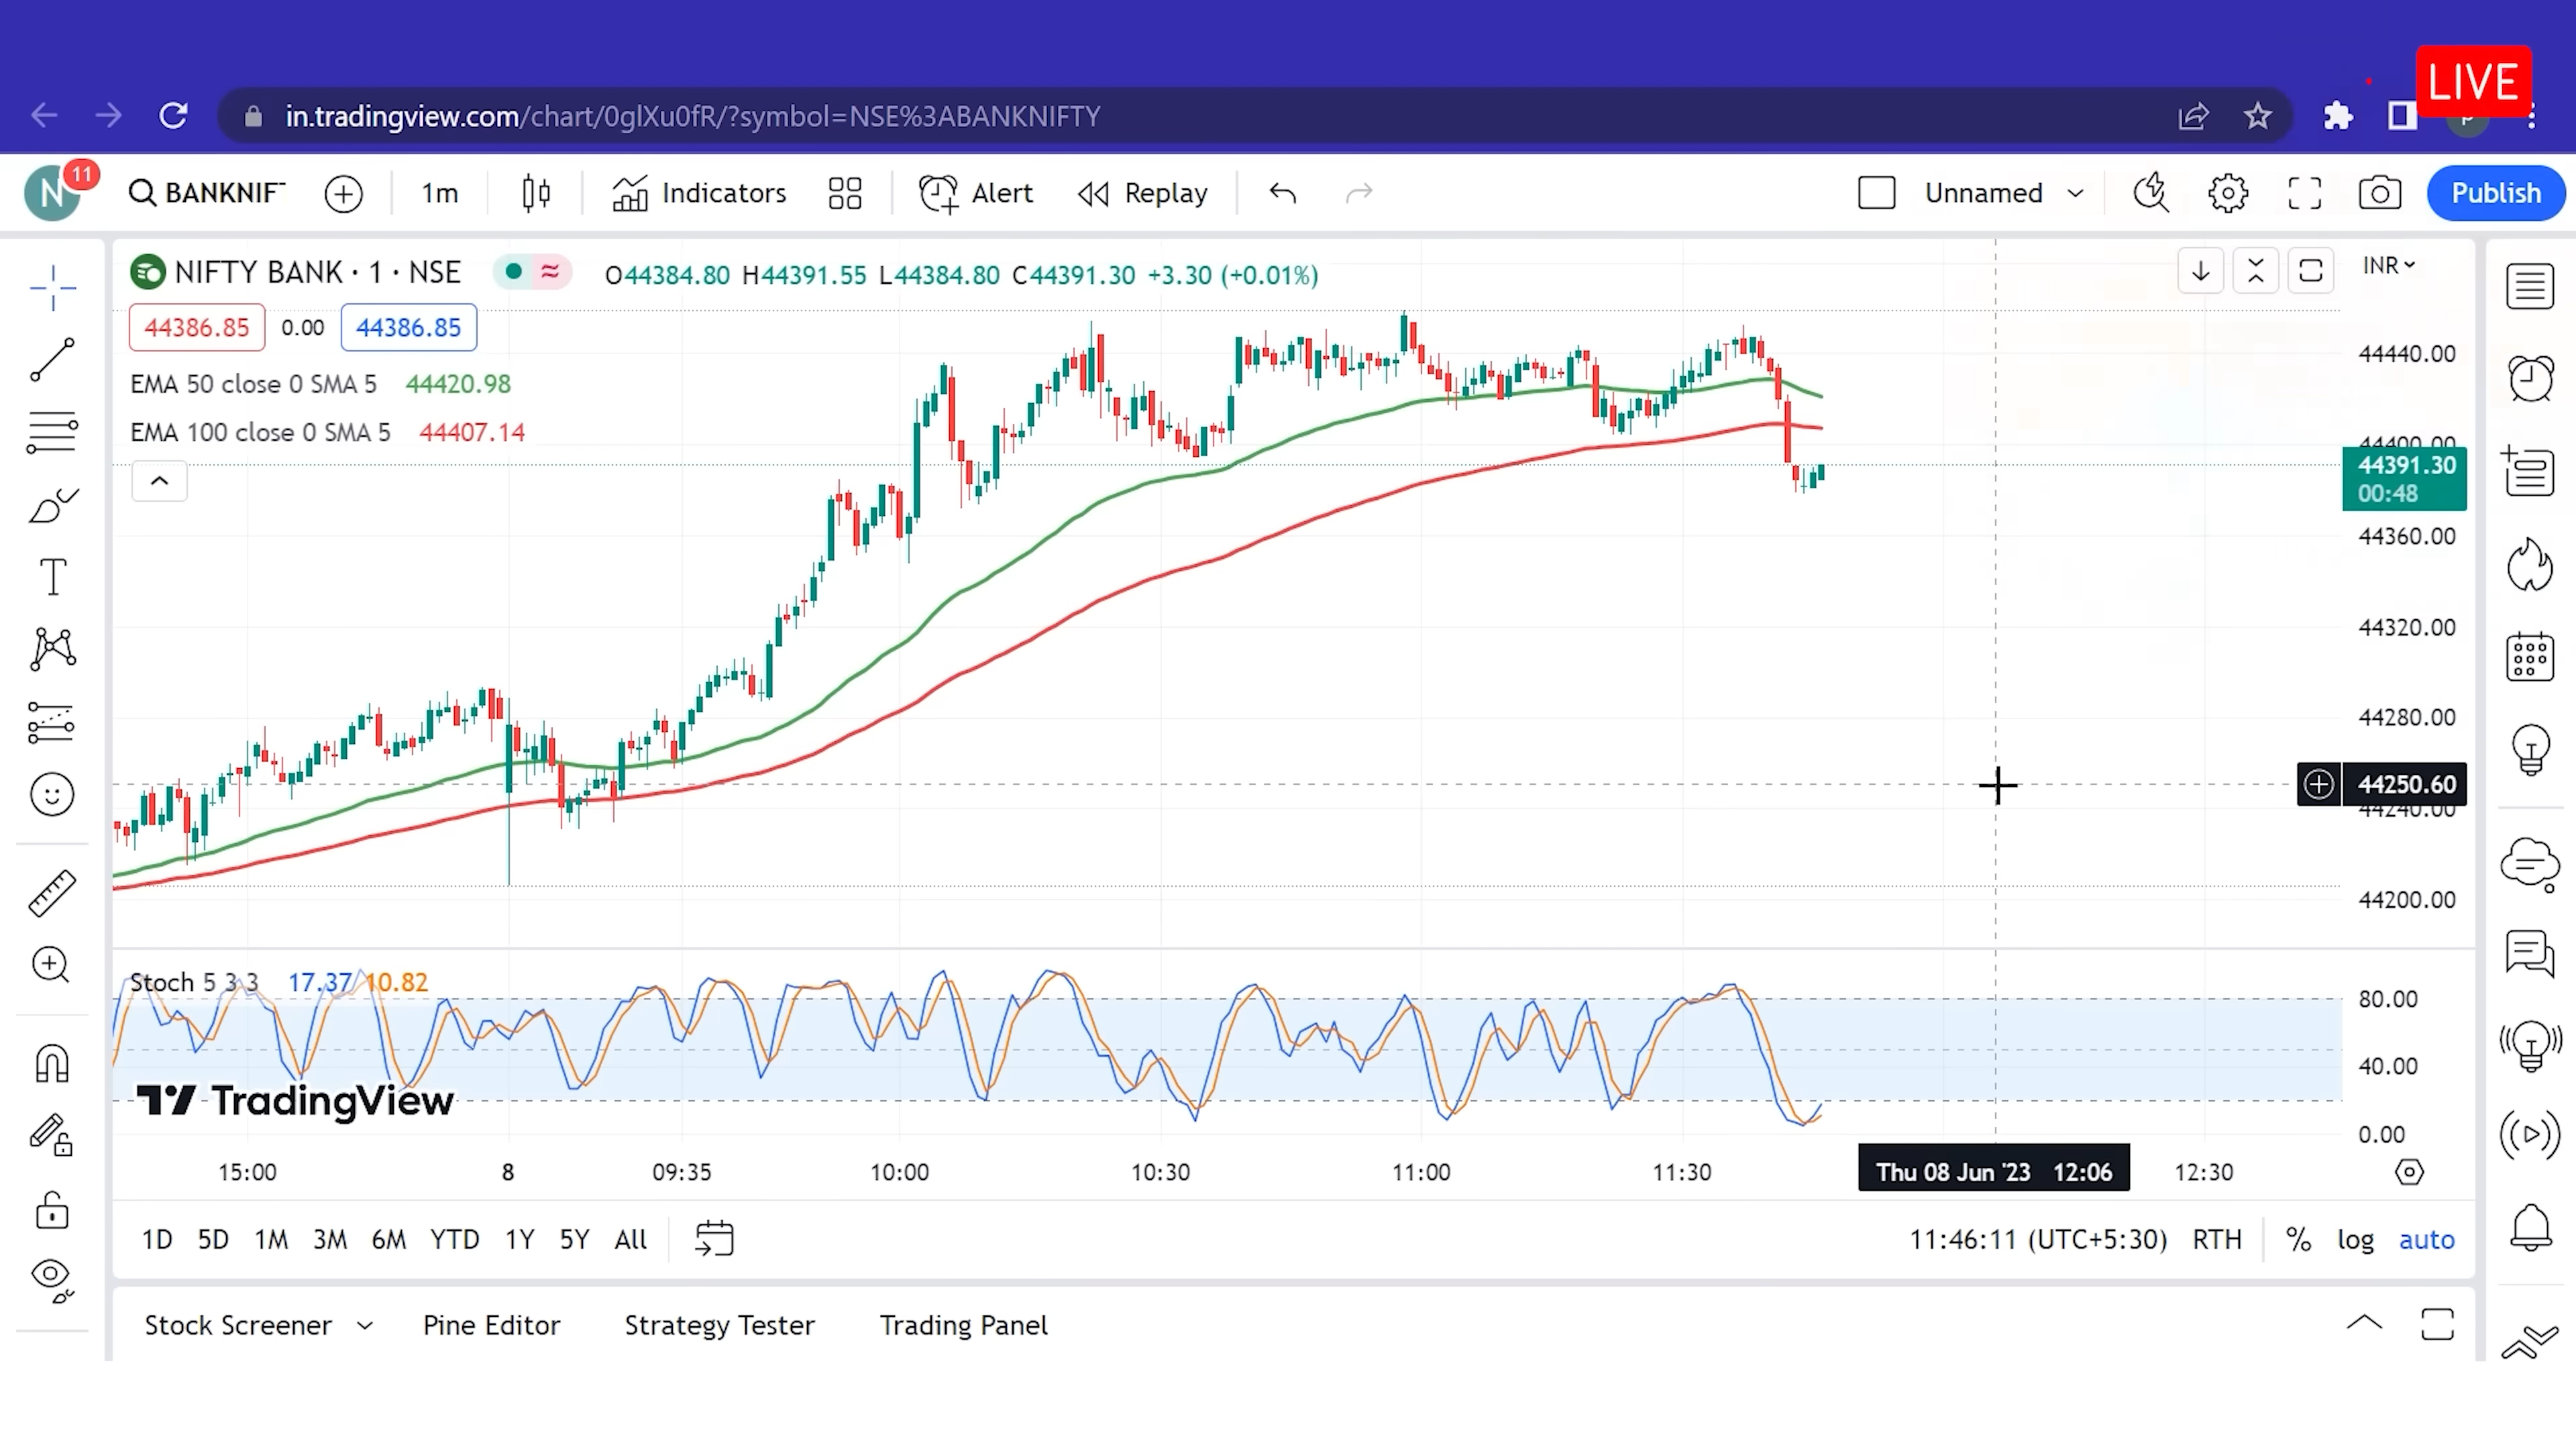 LIVE
in.tradingview.com/chart/0glXu0fR/?symbol=NSE%3ABANKNIFTY
N 11 BANKNIF 1m Indicators Alert Replay Unnamed Publish
NIFTY BANK · 1 · NSE O44384.80 H44391.55 L44384.80 C44391.30 +3.30 (+0.01%) INR
44386.85 0.00 44386.85
EMA 50 close 0 SMA 5 44420.98
EMA 100 close 0 SMA 5 44407.14
44440.00
44400.00
44391.30
00:48
44360.00
44320.00
44280.00
44250.60
44240.00
44200.00
Stoch 5 3 3 17.37 10.82
80.00
40.00
0.00
TradingView
15:00 8 09:35 10:00 10:30 11:00 11:30 Thu 08 Jun '23 12:06 12:30
1D 5D 1M 3M 6M YTD 1Y 5Y All 11:46:11 (UTC+5:30) RTH % log auto
Stock Screener Pine Editor Strategy Tester Trading Panel